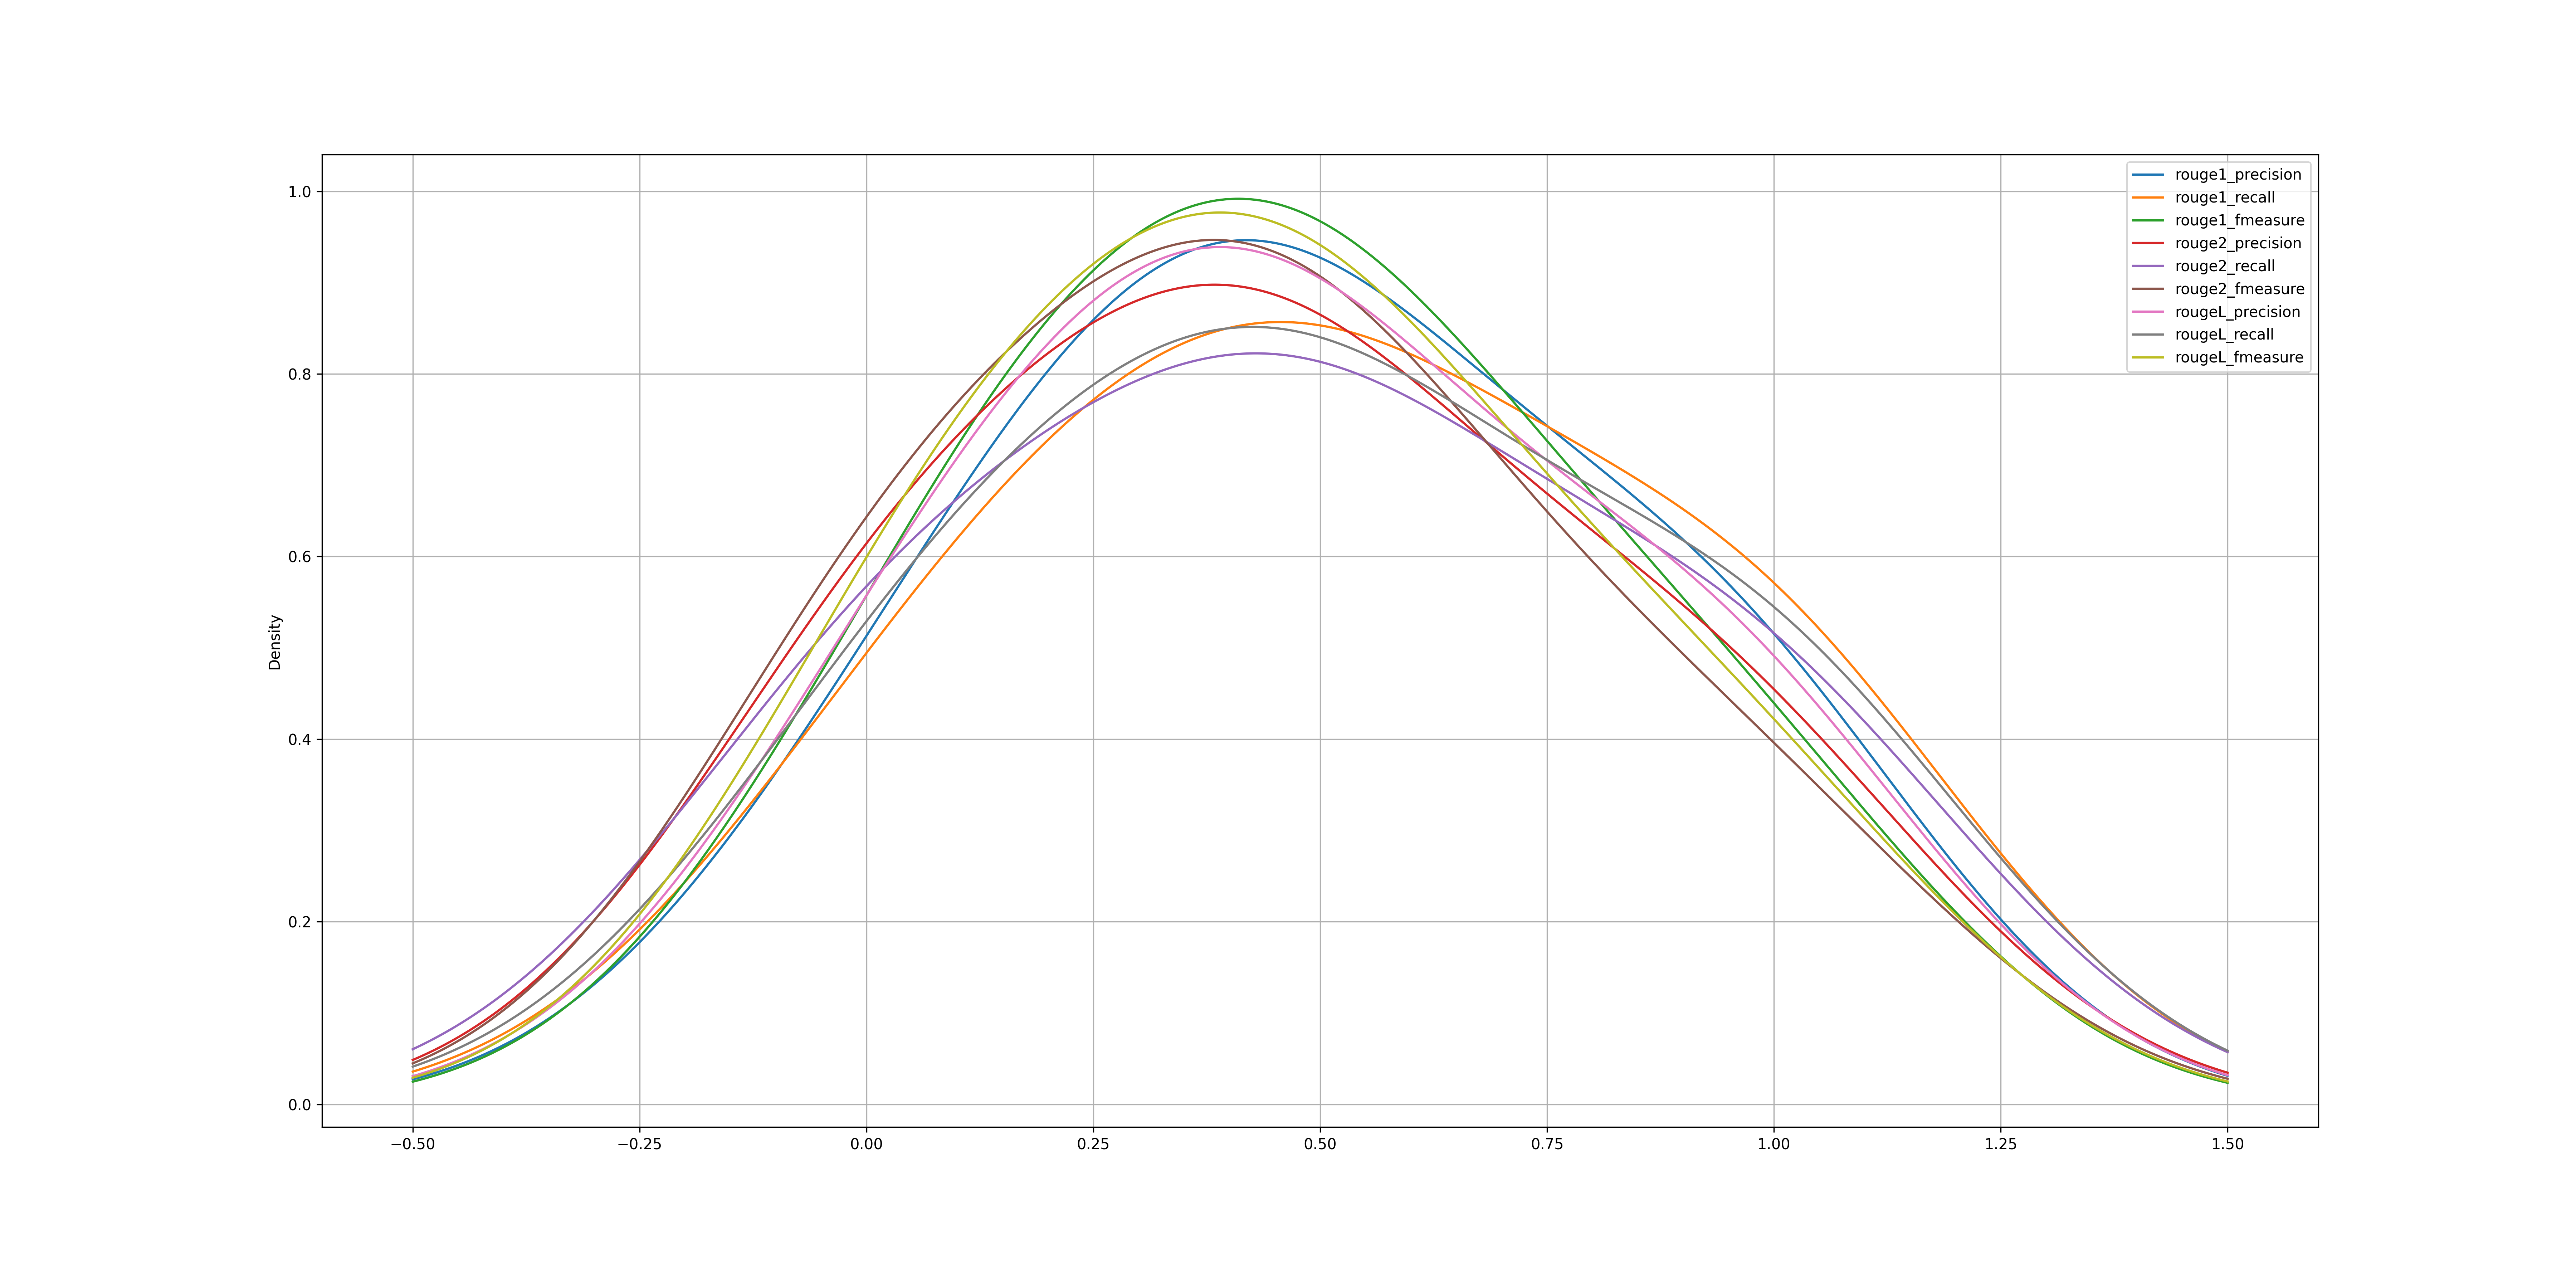 1.0
0.8
0.6
0.4
0.2
0.0
Density
−0.50 −0.25 0.00 0.25 0.50 0.75 1.00 1.25 1.50
rouge1_precision
rouge1_recall
rouge1_fmeasure
rouge2_precision
rouge2_recall
rouge2_fmeasure
rougeL_precision
rougeL_recall
rougeL_fmeasure